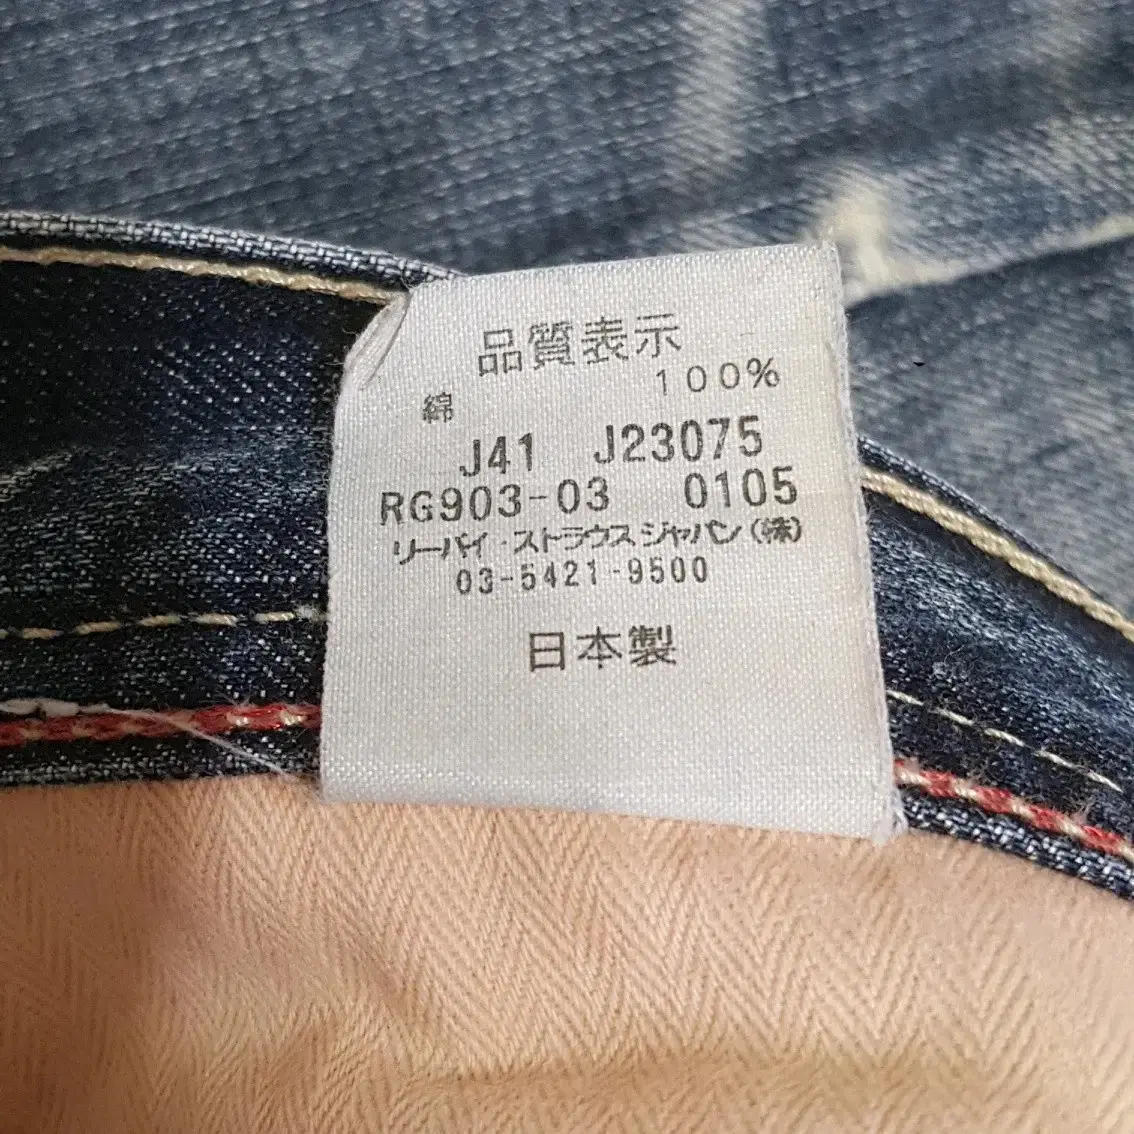 品質表示
綿 100%
J41 J23075
RG903-03 0105
リーバイ・ストラウスジャパン(株)
03-5421-9500
日本製